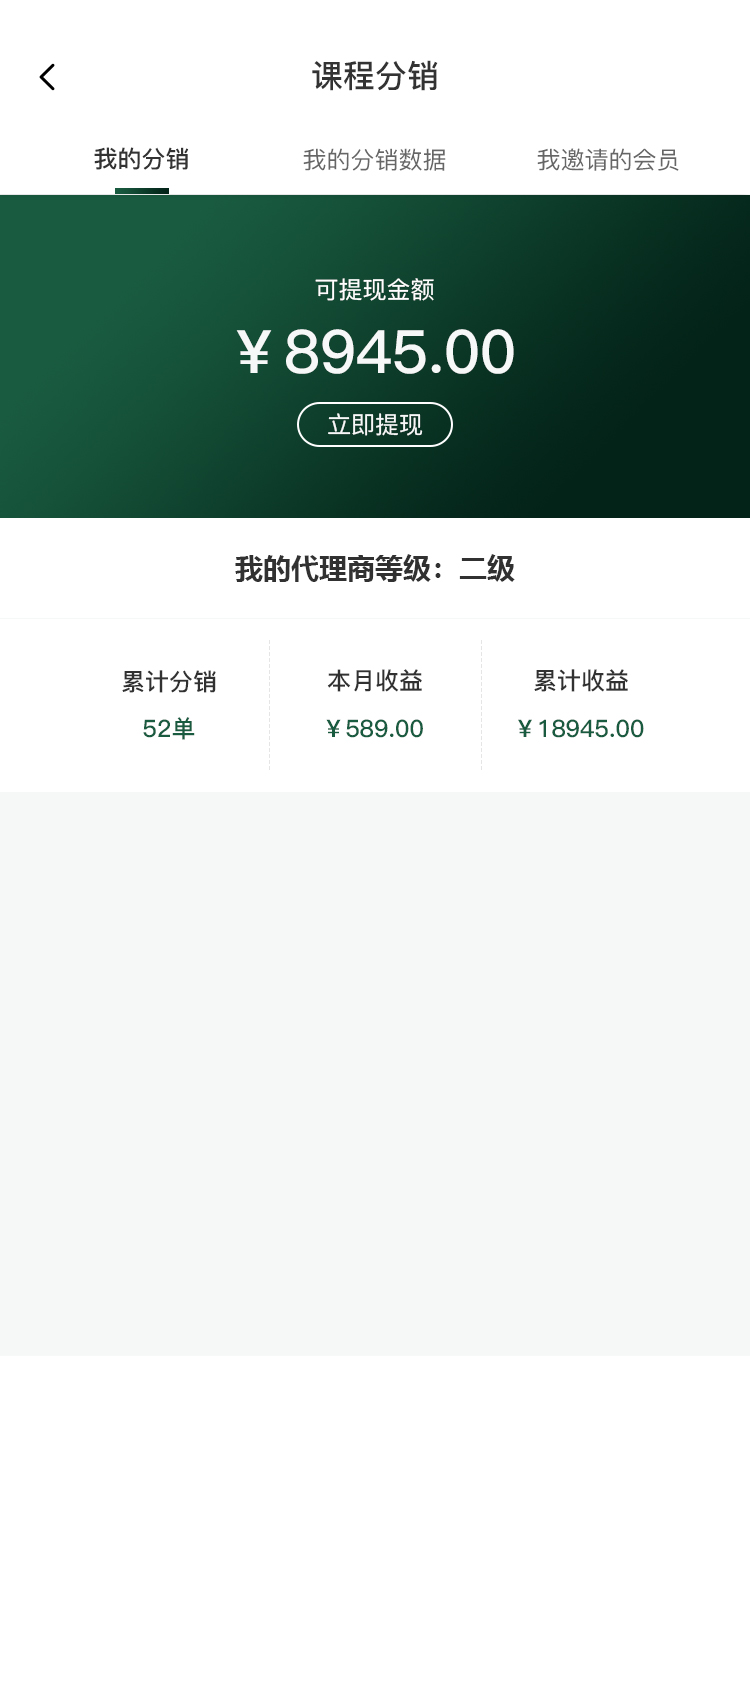 课程分销
我的分销 我的分销数据 我邀请的会员
可提现金额
¥8945.00
立即提现
我的代理商等级：二级
累计分销 本月收益 累计收益
52单 ¥589.00 ¥18945.00